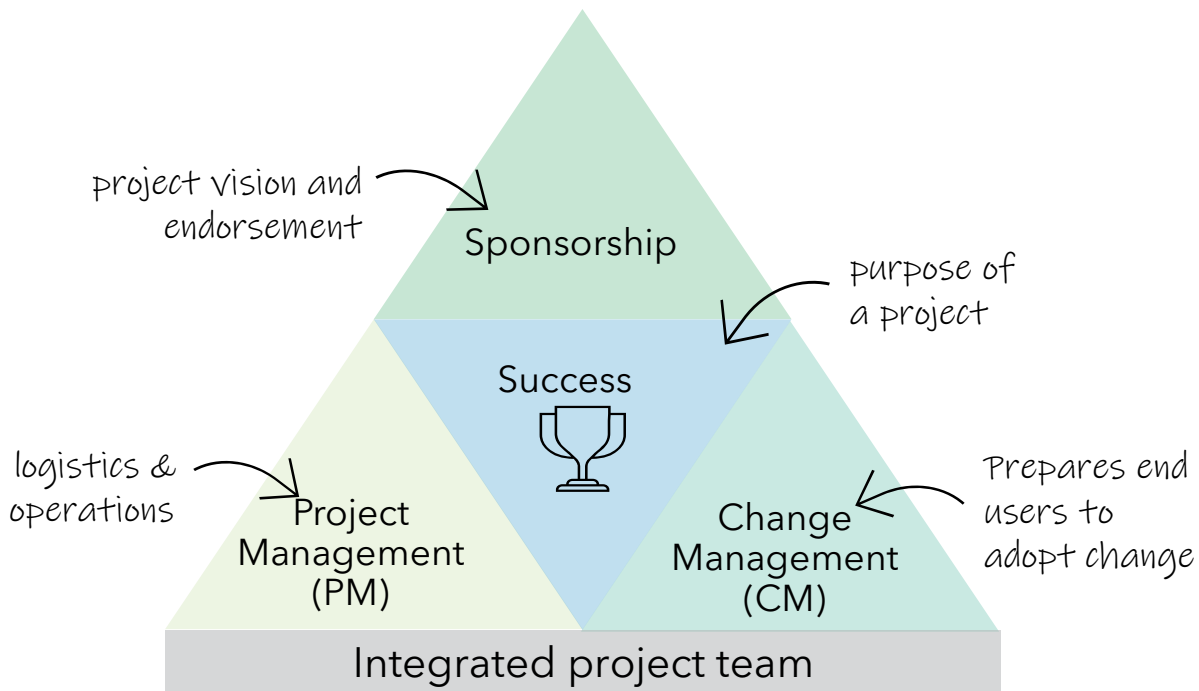 project vision and
endorsement
Sponsorship
purpose of
a project
Success
logistics &
operations
Project
Management
(PM)
Change
Management
(CM)
Prepares end
users to
adopt change
Integrated project team